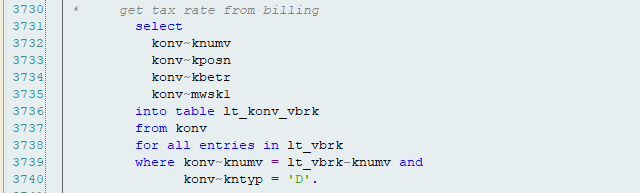 3730 * get tax rate from billing
3731 select
3732 konv~knumv
3733 konv~kposn
3734 konv~kbetr
3735 konv~mwsk1
3736 into table lt_konv_vbrk
3737 from konv
3738 for all entries in lt_vbrk
3739 where konv~knumv = lt_vbrk-knumv and
3740 konv~kntyp = 'D'.